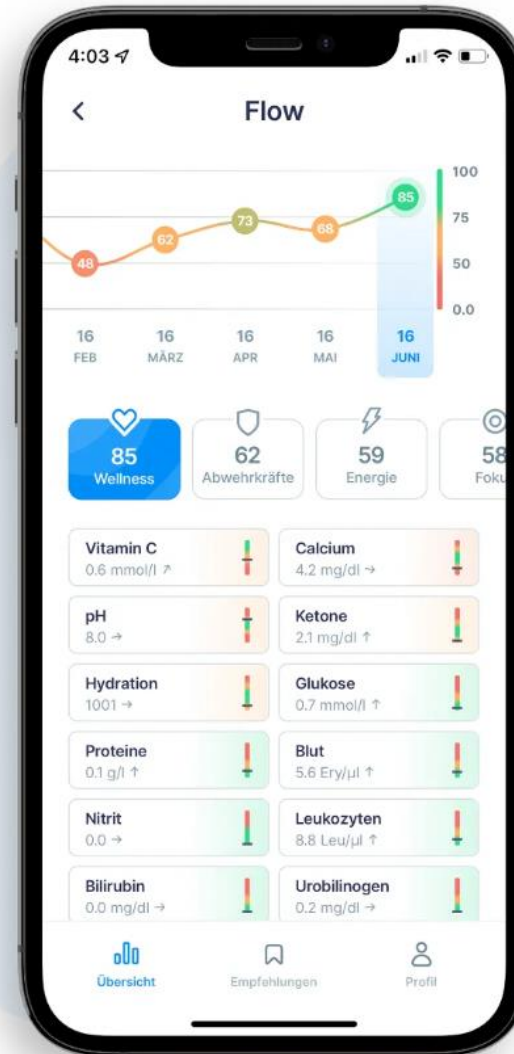 4:03
Flow
100
75
50
0.0
48
62
73
68
85
16 16 16 16 16
FEB MÄRZ APR MAI JUNI
85 62 59 58
Wellness Abwehrkräfte Energie Foku
Vitamin C Calcium
0.6 mmol/l ↗ 4.2 mg/dl →
pH Ketone
8.0 → 2.1 mg/dl ↑
Hydration Glukose
1001 → 0.7 mmol/l ↑
Proteine Blut
0.1 g/l ↑ 5.6 Ery/µl ↑
Nitrit Leukozyten
0.0 → 8.8 Leu/µl ↑
Bilirubin Urobilinogen
0.0 mg/dl → 0.2 mg/dl →
Übersicht Empfehlungen Profil